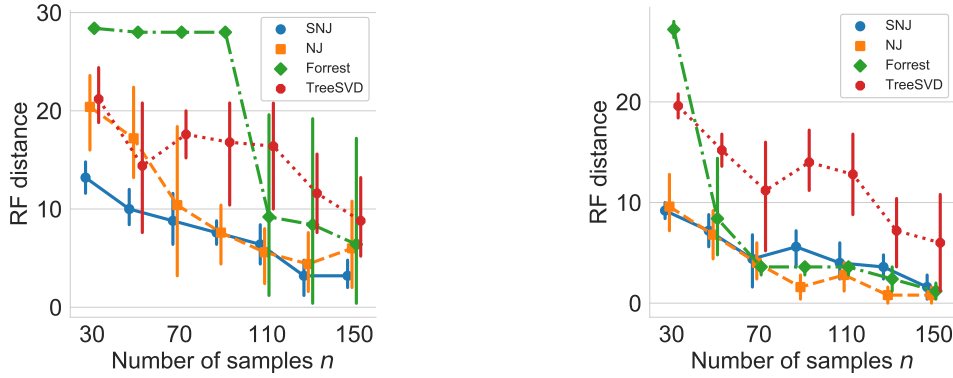 30
20
10
0
RF distance
30 70 110 150
Number of samples n
SNJ
NJ
Forrest
TreeSVD
20
10
0
RF distance
30 70 110 150
Number of samples n
SNJ
NJ
Forrest
TreeSVD